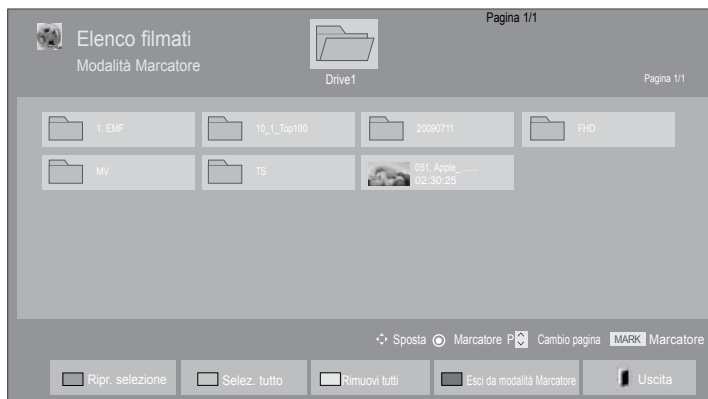 Pagina 1/1
Elenco filmati
Modalità Marcatore
Drive1
Pagina 1/1
1. EMF
10_1_Top100
20090711
FHD
MV
TS
051. Apple_ ......
02:30:25
Sposta
Marcatore
P
Cambio pagina
MARK
Marcatore
Ripr. selezione
Selez. tutto
Rimuovi tutti
Esci da modalità Marcatore
Uscita